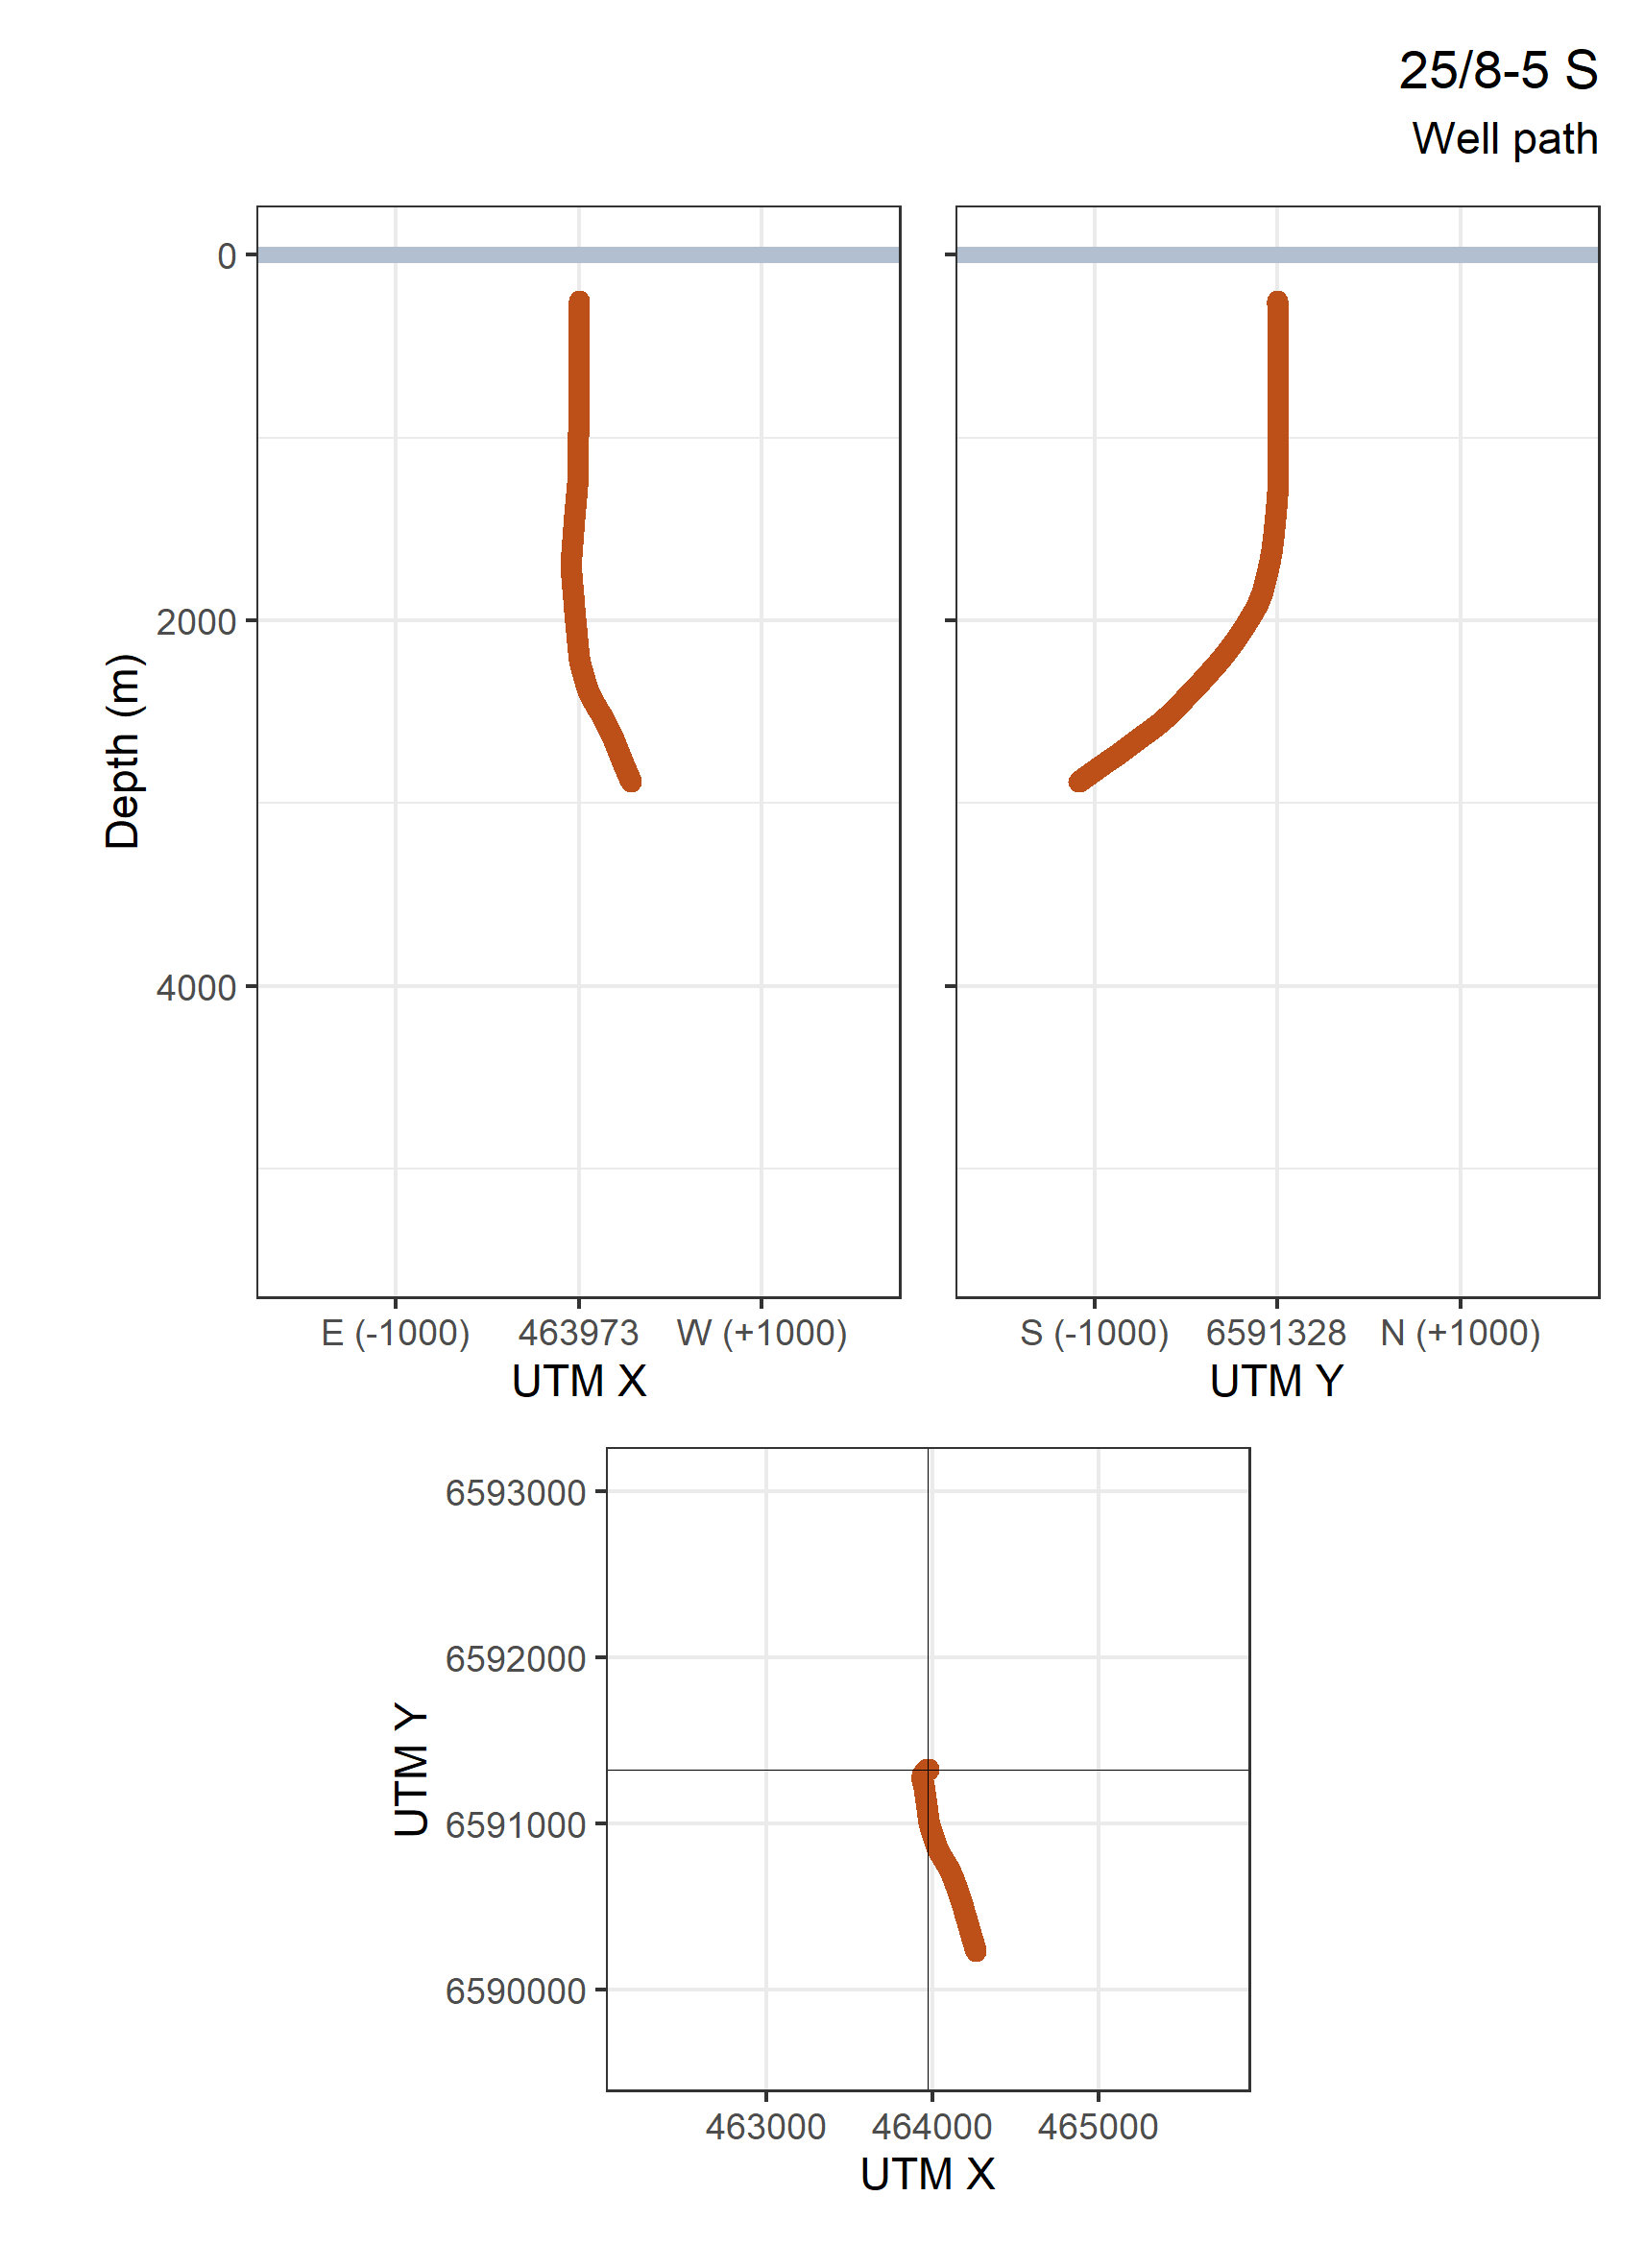 25/8-5 S
Well path
Depth (m)
0
2000
4000
E (-1000) 463973 W (+1000)
UTM X
S (-1000) 6591328 N (+1000)
UTM Y
UTM Y
6593000
6592000
6591000
6590000
463000 464000 465000
UTM X